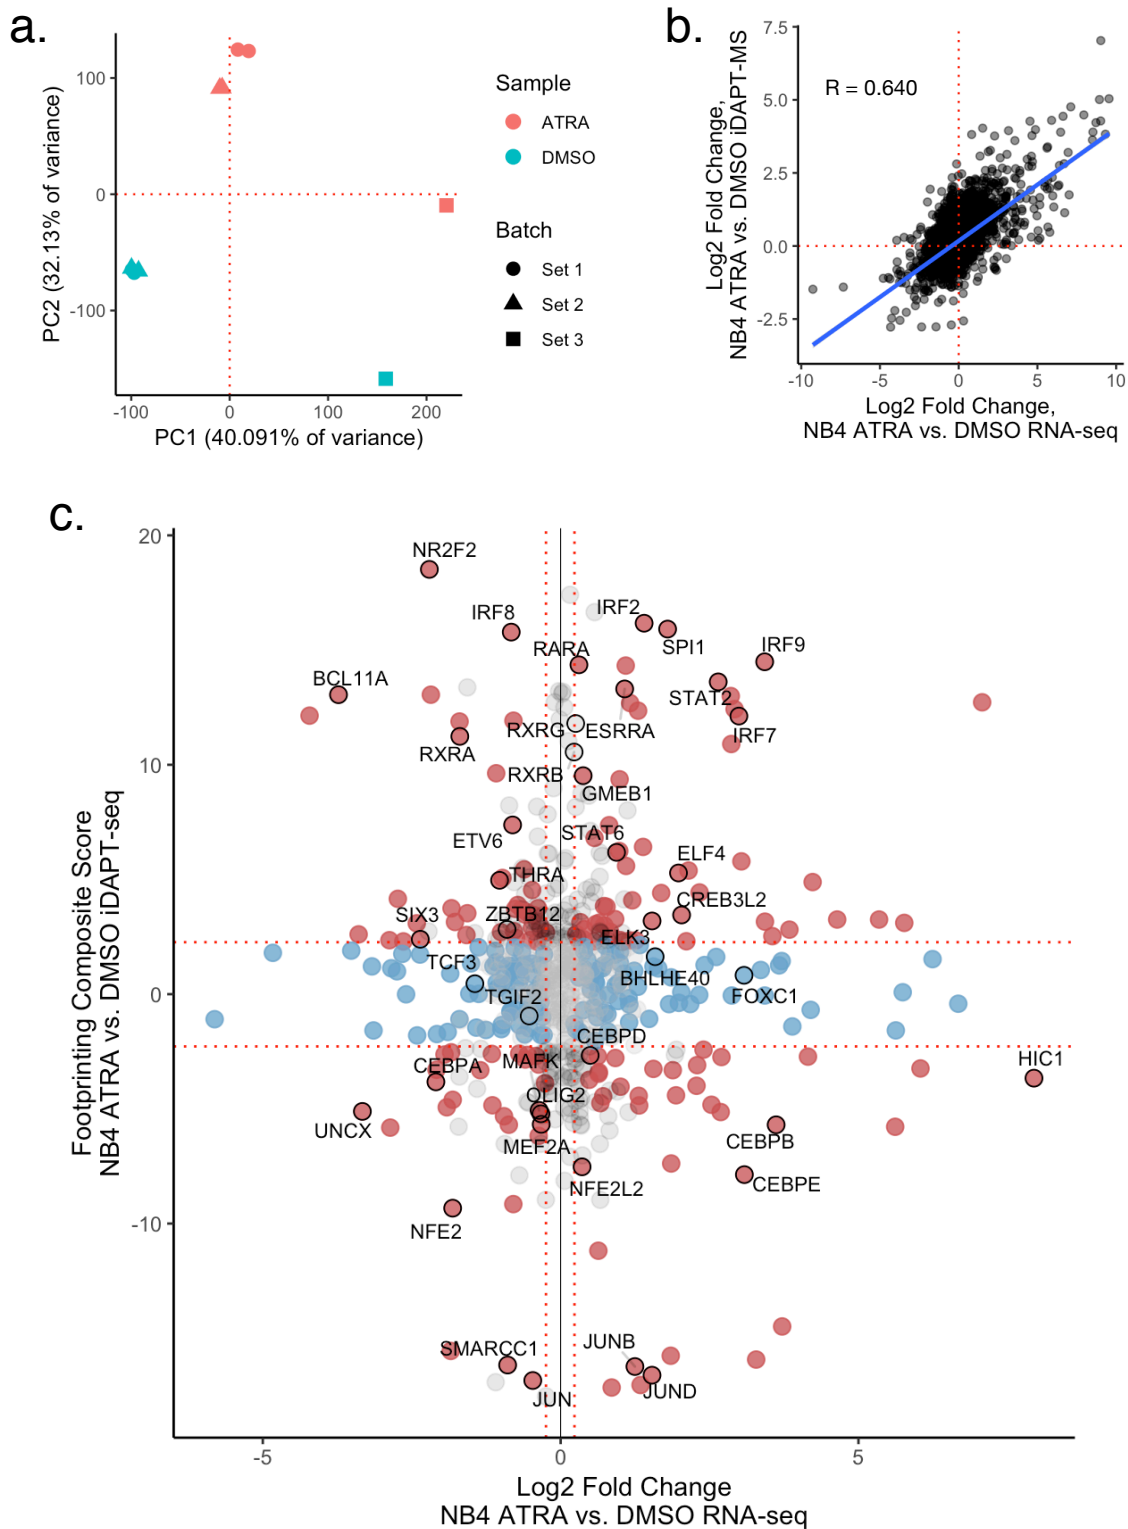 a.
100
0
-100
-100
0
100
200
PC2 (32.13% of variance)
PC1 (40.091% of variance)
Sample
ATRA
DMSO
Batch
Set 1
Set 2
Set 3
b.
7.5
5.0
2.5
0.0
-2.5
R = 0.640
-10
-5
0
5
10
Log2 Fold Change,
NB4 ATRA vs. DMSO iDAPT-MS
Log2 Fold Change,
NB4 ATRA vs. DMSO RNA-seq
c.
20
10
0
-10
Footprinting Composite Score
NB4 ATRA vs. DMSO iDAPT-seq
NR2F2
IRF8
IRF2
SPI1
RARA
IRF9
BCL11A
STAT2
RXRG
ESRRA
IRF7
RXRA
RXRB
GMEB1
ETV6
STAT6
ELF4
THRA
CREB3L2
SIX3
ZBTB12
ELK3
TCF3
BHLHE40
TGIF2
FOXC1
CEBPD
CEBPA
MAFK
HIC1
OLIG2
UNCX
CEBPB
MEF2A
CEBPE
NFE2L2
NFE2
SMARCC1
JUNB
JUN
JUND
-5
0
5
Log2 Fold Change
NB4 ATRA vs. DMSO RNA-seq